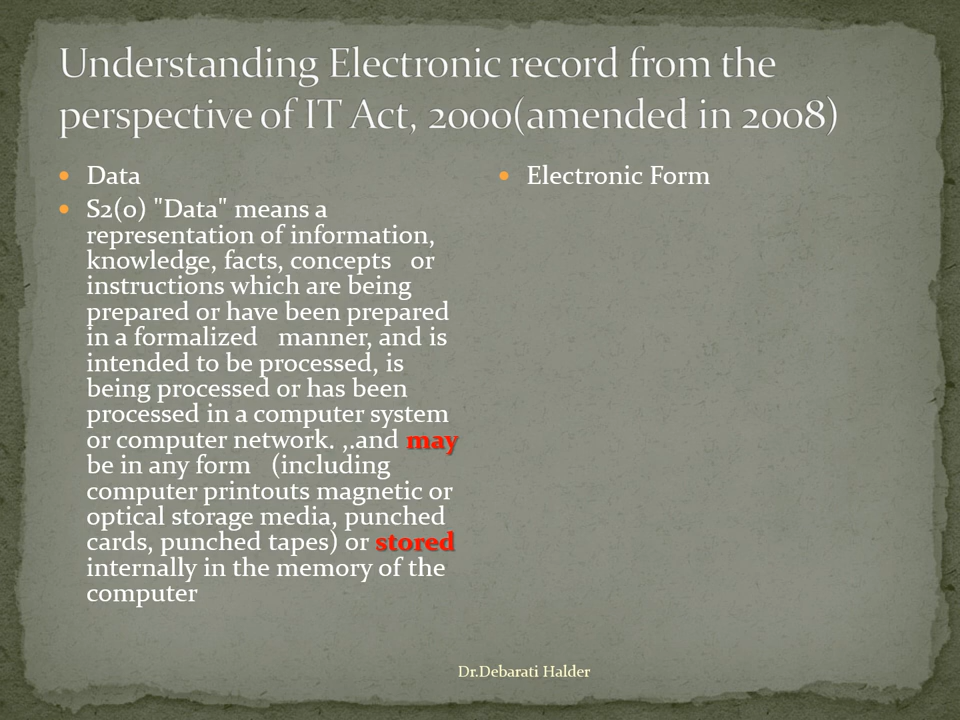 Understanding Electronic record from the
perspective of IT Act, 2000(amended in 2008)
Data
S2(o) "Data" means a
representation of information,
knowledge, facts, concepts or
instructions which are being
prepared or have been prepared
in a formalized manner, and is
intended to be processed, is
being processed or has been
processed in a computer system
or computer network. ,.and may
be in any form (including
computer printouts magnetic or
optical storage media, punched
cards, punched tapes) or stored
internally in the memory of the
computer
Electronic Form
Dr.Debarati Halder